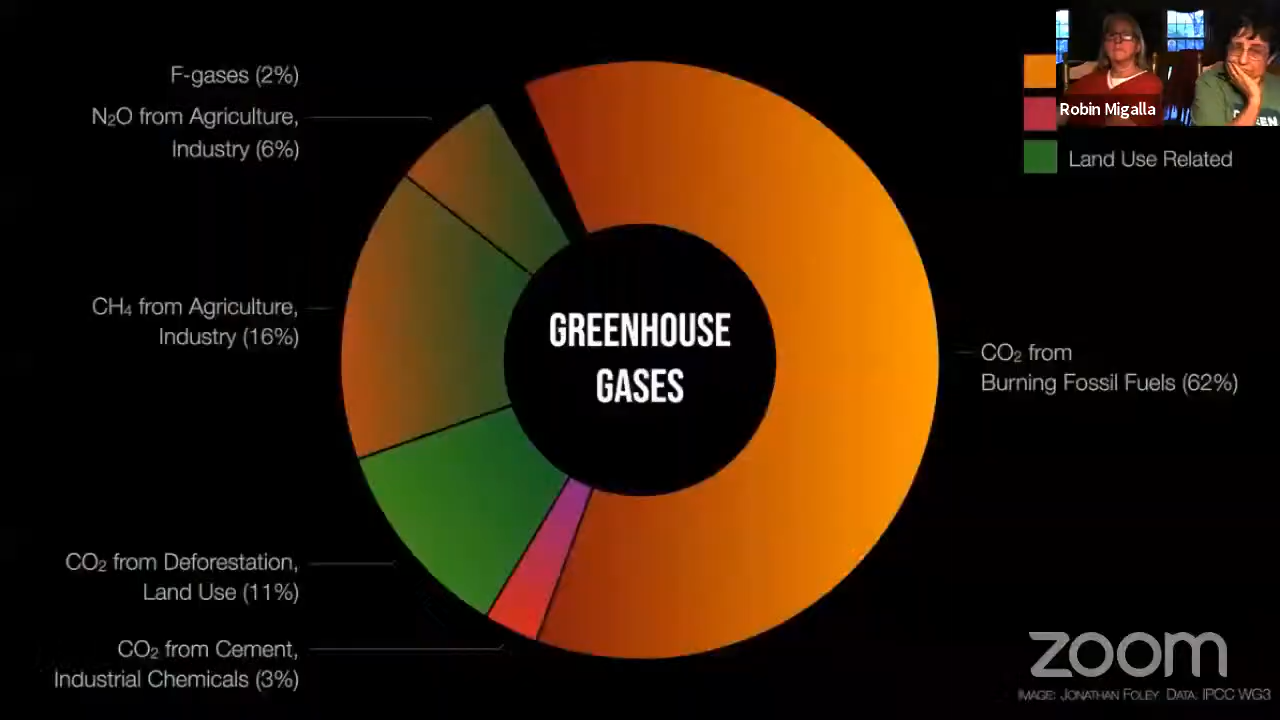 F-gases (2%)
N₂O from Agriculture,
Industry (6%)
CH₄ from Agriculture,
Industry (16%)
CO₂ from Deforestation,
Land Use (11%)
CO₂ from Cement,
Industrial Chemicals (3%)
GREENHOUSE
GASES
CO₂ from
Burning Fossil Fuels (62%)
Robin Migalla
Land Use Related
zoom
IMAGE: JONATHAN FOLEY DATA: IPCC WG3